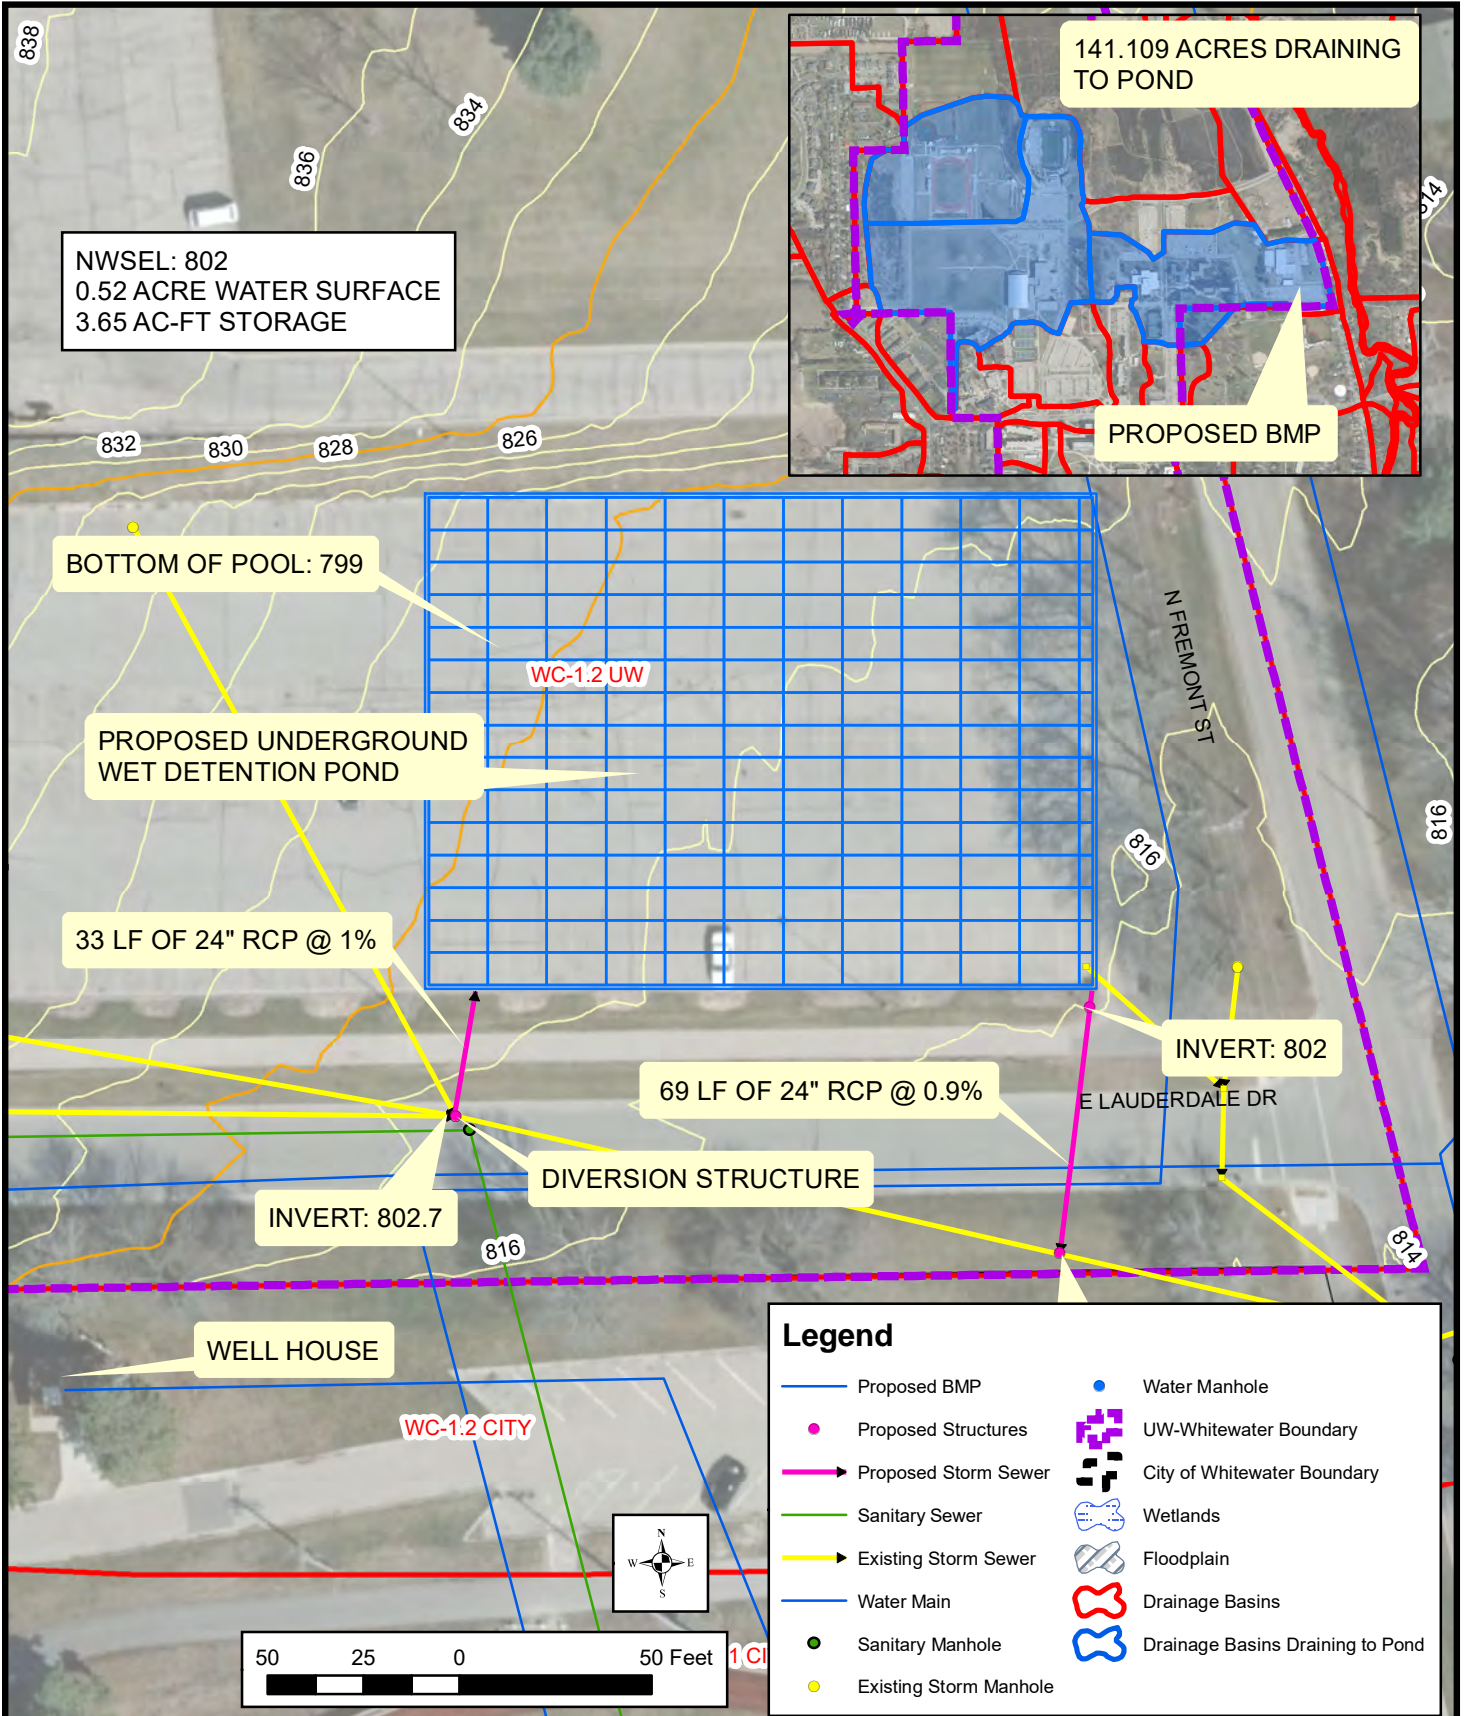 838
834
836
141.109 ACRES DRAINING
TO POND
814
NWSEL: 802
0.52 ACRE WATER SURFACE
3.65 AC-FT STORAGE
PROPOSED BMP
832
830
828
826
BOTTOM OF POOL: 799
N FREMONT ST
WC-1.2 UW
PROPOSED UNDERGROUND
WET DETENTION POND
816
816
33 LF OF 24" RCP @ 1%
INVERT: 802
69 LF OF 24" RCP @ 0.9%
E LAUDERDALE DR
DIVERSION STRUCTURE
INVERT: 802.7
816
814
WELL HOUSE
WC-1.2 CITY
Legend
Proposed BMP
Proposed Structures
Proposed Storm Sewer
Sanitary Sewer
Existing Storm Sewer
Water Main
Sanitary Manhole
Existing Storm Manhole
Water Manhole
UW-Whitewater Boundary
City of Whitewater Boundary
Wetlands
Floodplain
Drainage Basins
Drainage Basins Draining to Pond
N
W E
S
50 25 0 50 Feet
1 CI